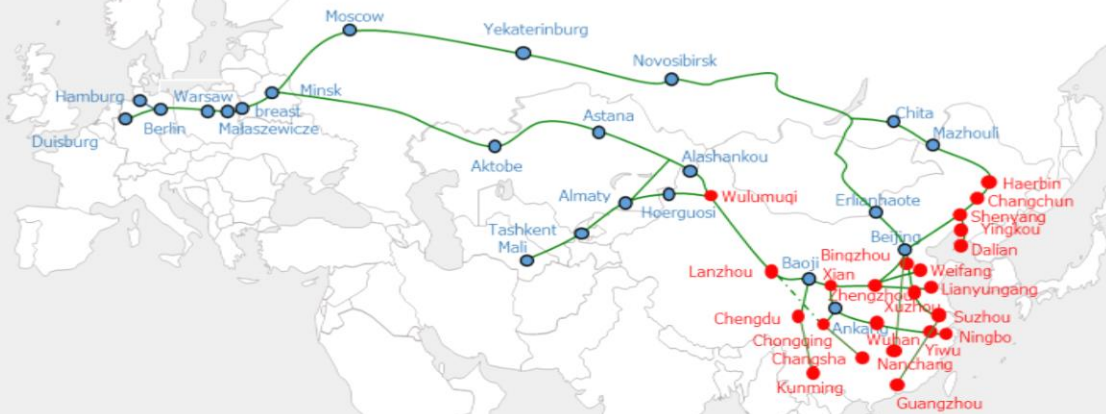 Moscow
Yekaterinburg
Novosibirsk
Hamburg
Warsaw
Minsk
breast
Berlin
Małaszewicze
Duisburg
Astana
Chita
Mazhouli
Aktobe
Alashankou
Almaty
Hoerguosi
Wulumuqi
Erlianhaote
Haerbin
Changchun
Shenyang
Yingkou
Dalian
Tashkent
Mali
Beijing
Bingzhou
Lanzhou
Baoji
Xian
Weifang
Zhengzhou
Lianyungang
Xuzhou
Chengdu
Ankang
Suzhou
Chongqing
Wuhan
Ningbo
Yiwu
Changsha
Nanchang
Kunming
Guangzhou